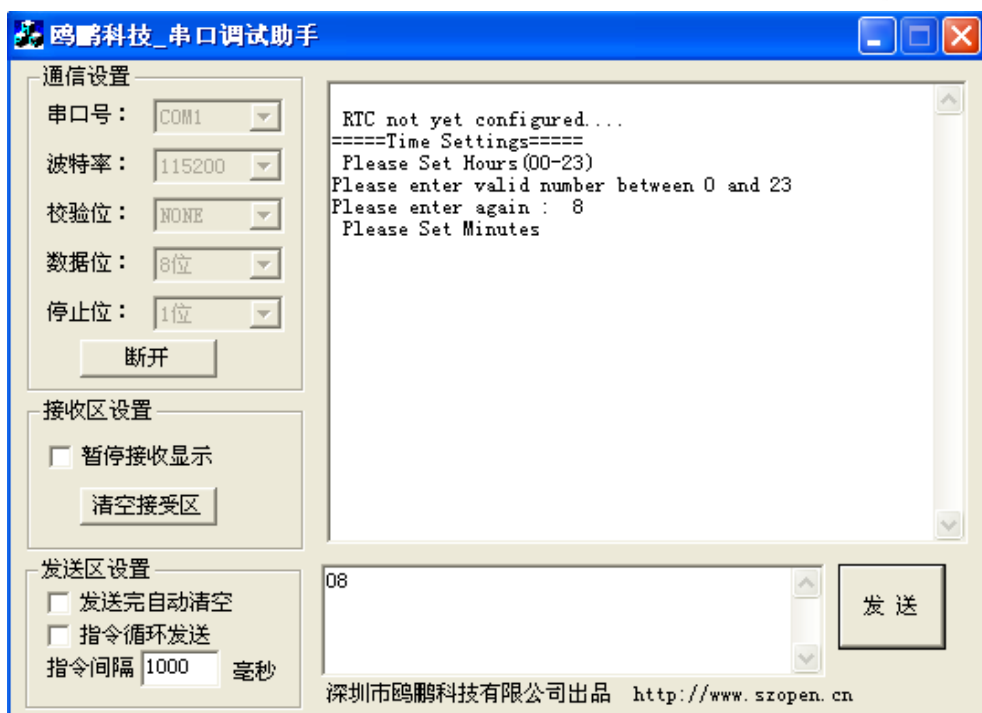 鸥鹏科技_串口调试助手
通信设置
串口号：
COM1
波特率：
115200
校验位：
NONE
数据位：
8位
停止位：
1位
断开
接收区设置
暂停接收显示
清空接受区
发送区设置
发送完自动清空
指令循环发送
指令间隔 1000 毫秒
RTC not yet configured....
=====Time Settings=====
Please Set Hours(00-23)
Please enter valid number between 0 and 23
Please enter again : 8
Please Set Minutes
08
发 送
深圳市鸥鹏科技有限公司出品 http://www.szopen.cn